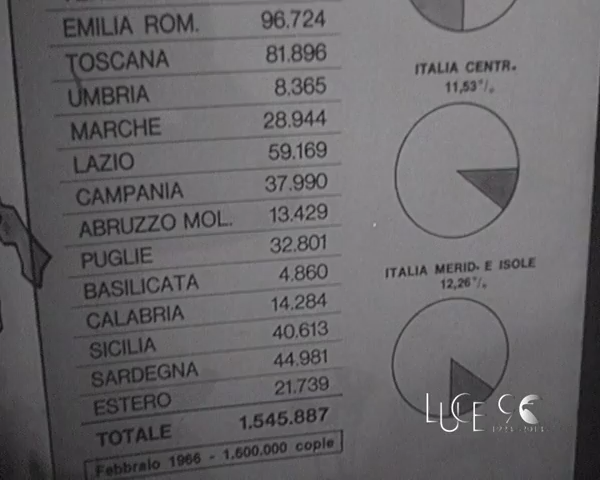 EMILIA ROM. 96.724
TOSCANA 81.896
UMBRIA 8.365
MARCHE 28.944
LAZIO 59.169
CAMPANIA 37.990
ABRUZZO MOL. 13.429
PUGLIE 32.801
BASILICATA 4.860
CALABRIA 14.284
SICILIA 40.613
SARDEGNA 44.981
ESTERO 21.739
TOTALE 1.545.887
Febbraio 1966 - 1.600.000 copie
ITALIA CENTR.
11,53%
ITALIA MERID. E ISOLE
12,26%
LUCE